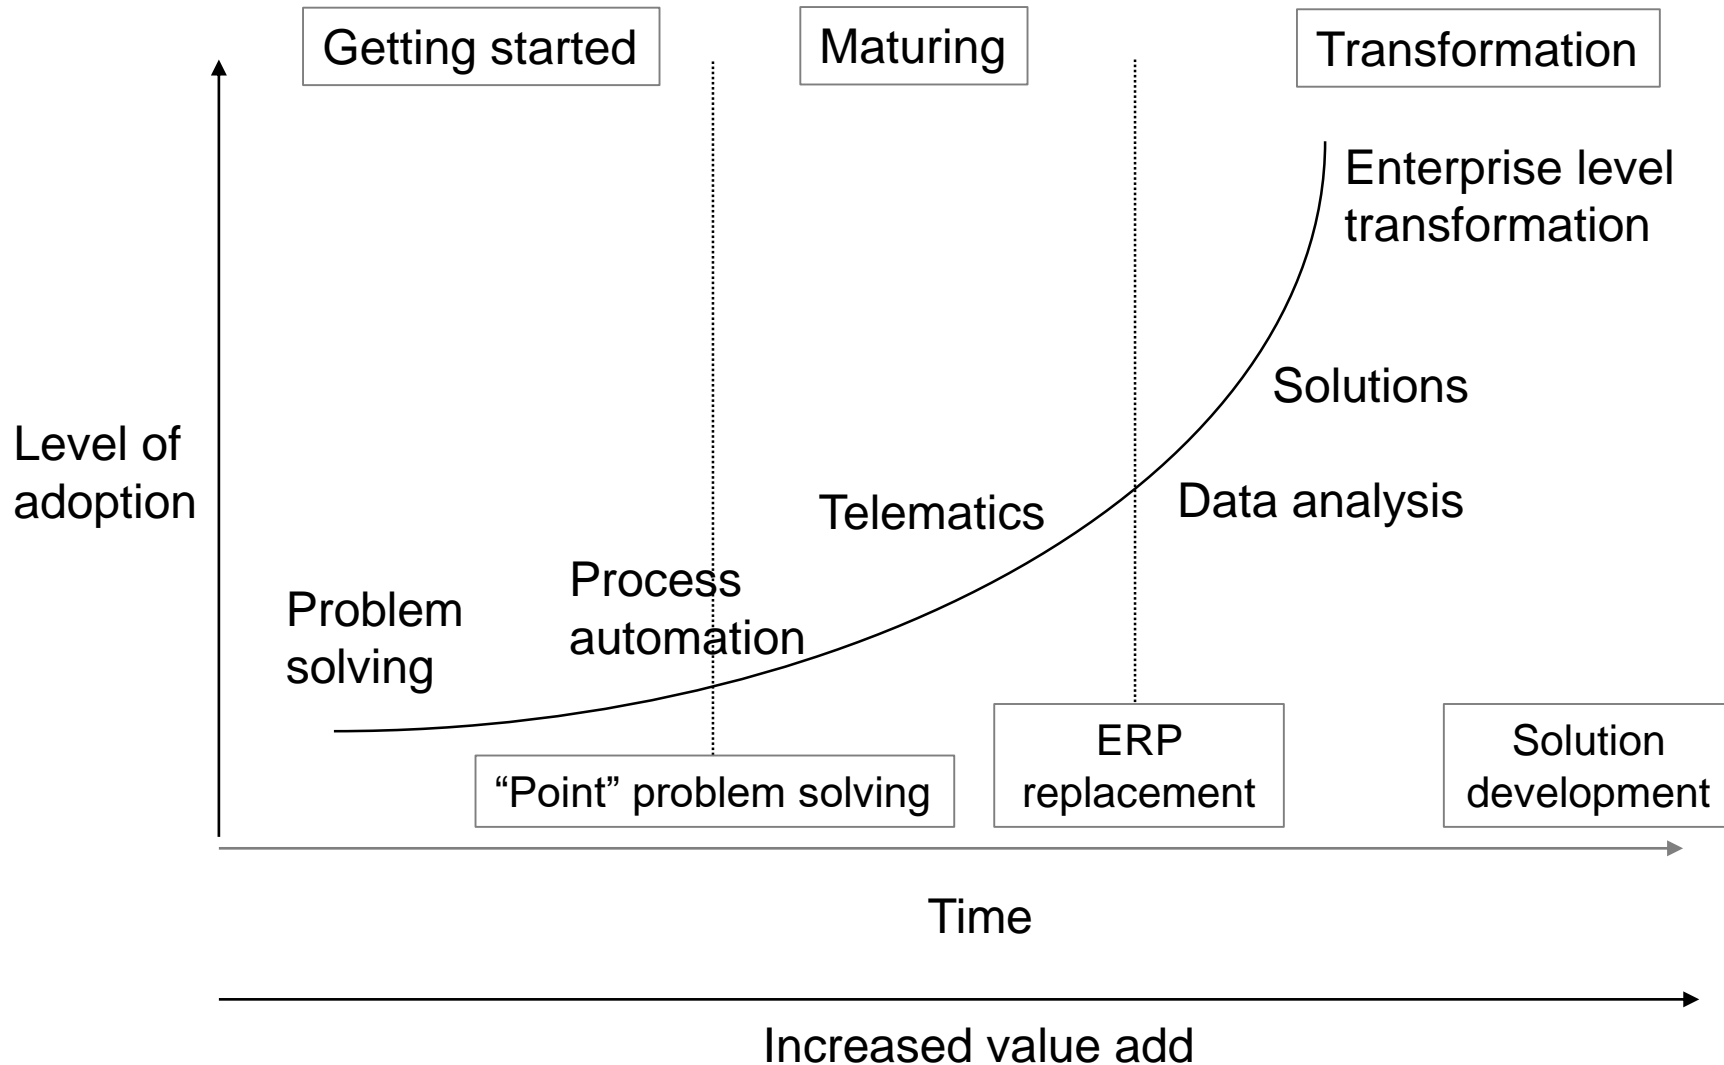 Getting started
Maturing
Transformation
Enterprise level
transformation
Solutions
Level of
adoption
Telematics
Data analysis
Process
automation
Problem
solving
“Point” problem solving
ERP
replacement
Solution
development
Time
Increased value add